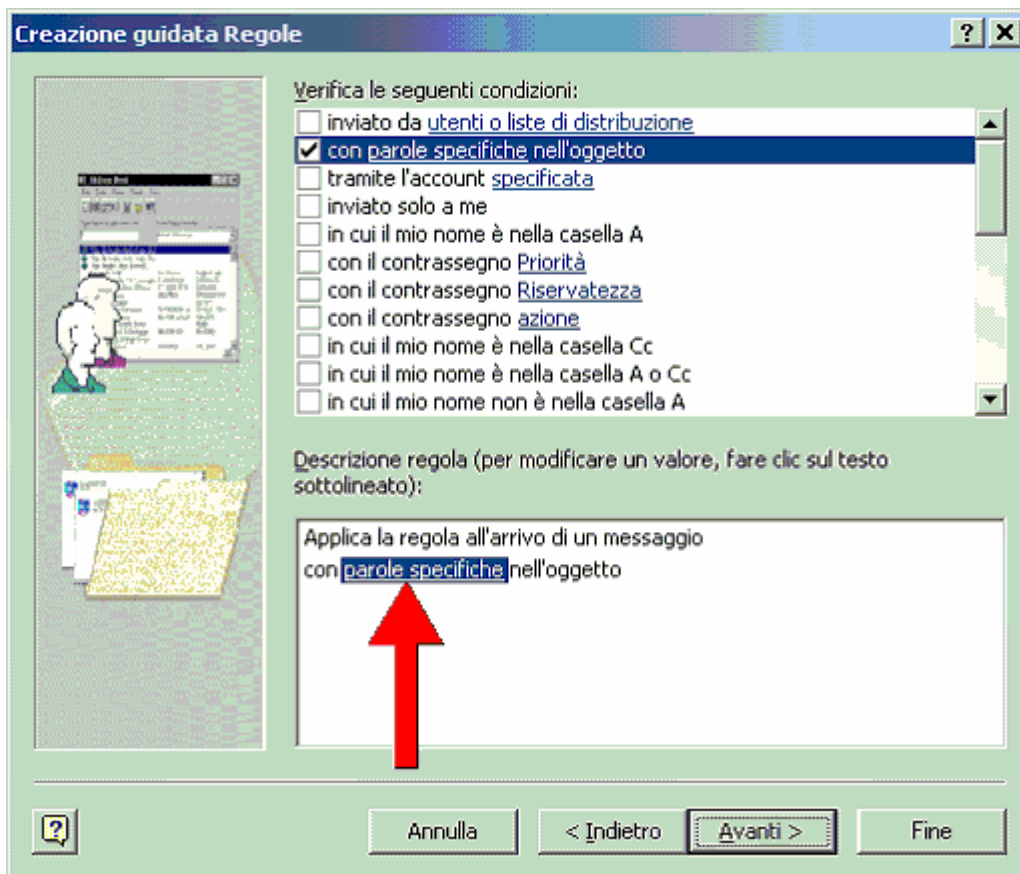 Creazione guidata Regole
Verifica le seguenti condizioni:
inviato da utenti o liste di distribuzione
con parole specifiche nell'oggetto
tramite l'account specificata
inviato solo a me
in cui il mio nome è nella casella A
con il contrassegno Priorità
con il contrassegno Riservatezza
con il contrassegno azione
in cui il mio nome è nella casella Cc
in cui il mio nome è nella casella A o Cc
in cui il mio nome non è nella casella A
Descrizione regola (per modificare un valore, fare clic sul testo
sottolineato):
Applica la regola all'arrivo di un messaggio
con parole specifiche nell'oggetto
Annulla
< Indietro
Avanti >
Fine